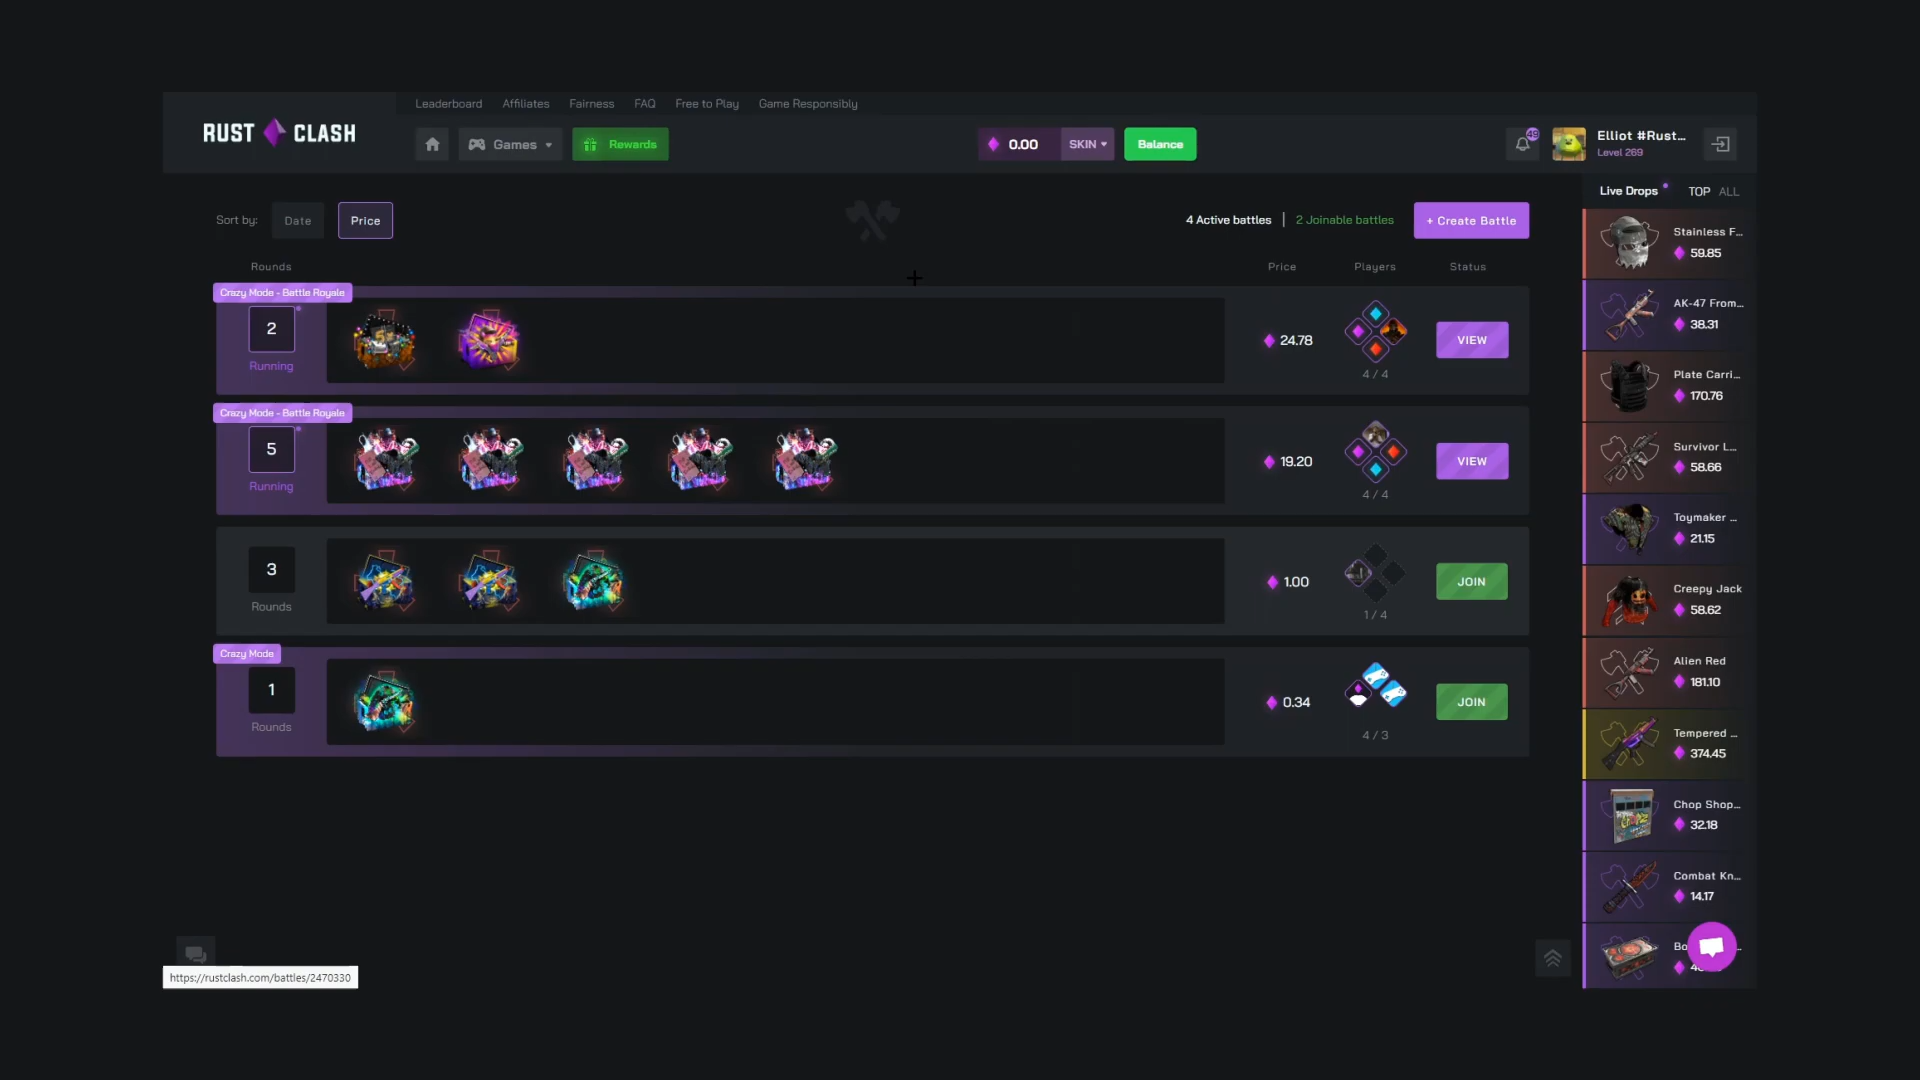 Leaderboard Affiliates Fairness FAQ Free to Play Game Responsibly
RUST CLASH
Games
Rewards
0.00
SKIN
Balance
49
Elliot #Rust...
Level 269
Sort by:
Date
Price
4 Active battles | 2 Joinable battles
+ Create Battle
Rounds Price Players Status
Crazy Mode - Battle Royale
2
Running
24.78
4 / 4
VIEW
Crazy Mode - Battle Royale
5
Running
19.20
4 / 4
VIEW
3
Rounds
1.00
1 / 4
JOIN
Crazy Mode
1
Rounds
0.34
4 / 3
JOIN
Live Drops TOP ALL
Stainless F...
59.85
AK-47 From...
38.31
Plate Carri...
170.76
Survivor L...
58.66
Toymaker ...
21.15
Creepy Jack
58.62
Alien Red
181.10
Tempered ...
374.45
Chop Shop...
32.18
Combat Kn...
14.17
https://rustclash.com/battles/2470330